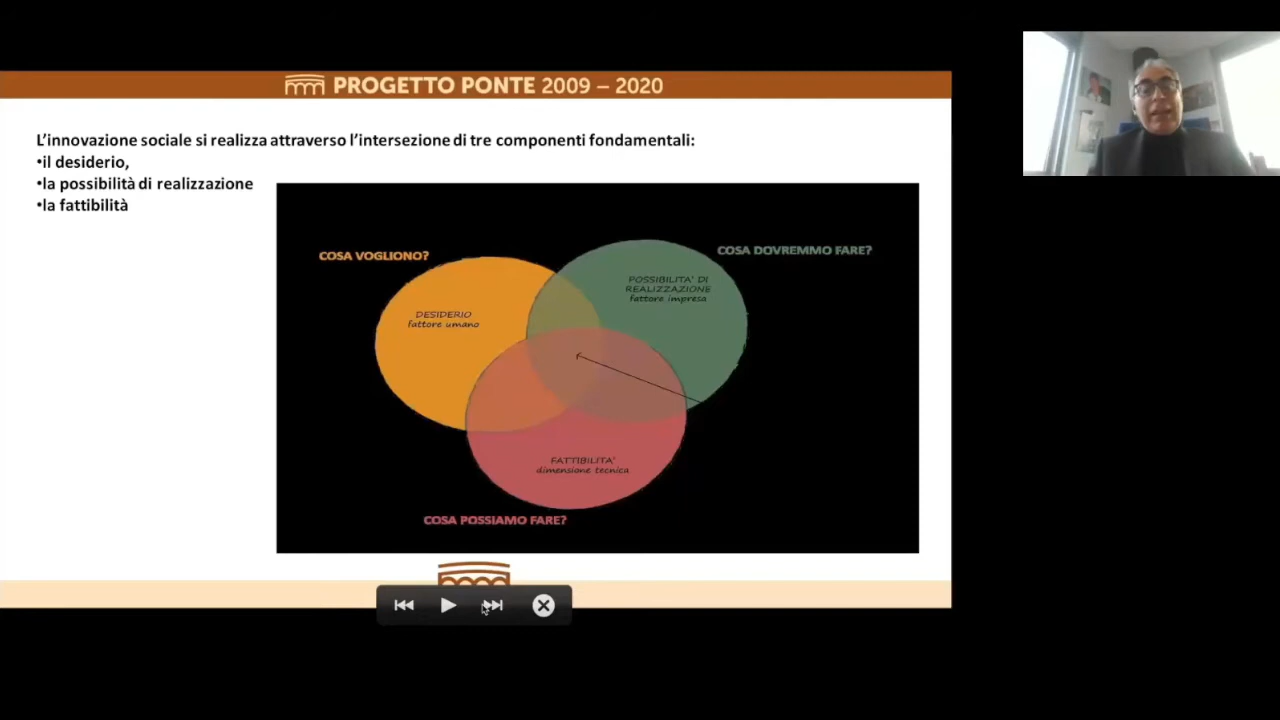 PROGETTO PONTE 2009 – 2020
L’innovazione sociale si realizza attraverso l’intersezione di tre componenti fondamentali:
•il desiderio,
•la possibilità di realizzazione
•la fattibilità
COSA VOGLIONO?
COSA DOVREMMO FARE?
DESIDERIO
fattore umano
POSSIBILITA' DI
REALIZZAZIONE
fattore impresa
FATTIBILITA'
dimensione tecnica
COSA POSSIAMO FARE?